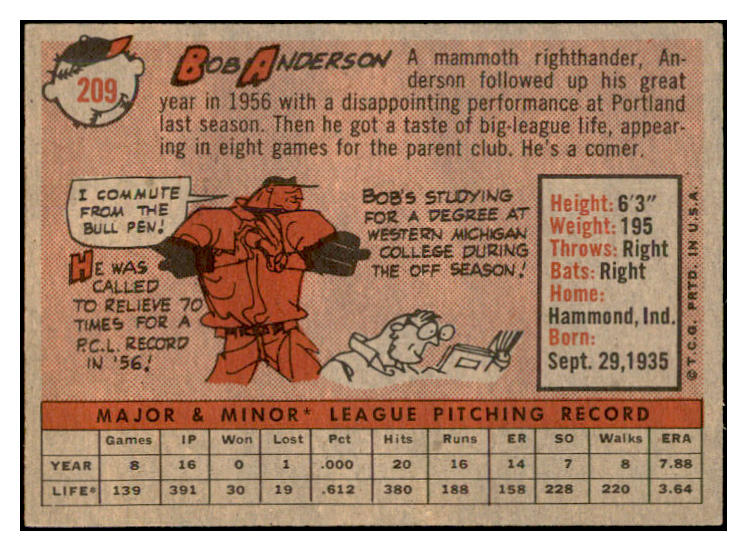 209
BOB ANDERSON
A mammoth righthander, An-
derson followed up his great
year in 1956 with a disappointing performance at Portland
last season. Then he got a taste of big-league life, appear-
ing in eight games for the parent club. He's a comer.
I COMMUTE
FROM THE
BULL PEN!
HE WAS
CALLED
TO RELIEVE 70
TIMES FOR A
P.C.L. RECORD
IN '56!
BOB'S STUDYING
FOR A DEGREE AT
WESTERN MICHIGAN
COLLEGE DURING
THE OFF SEASON!
Height: 6'3"
Weight: 195
Throws: Right
Bats: Right
Home:
Hammond, Ind.
Born:
Sept. 29, 1935
© T.C.G. PRTD. IN U.S.A.
MAJOR & MINOR* LEAGUE PITCHING RECORD
Games IP Won Lost Pct Hits Runs ER SO Walks ERA
YEAR 8 16 0 1 .000 20 16 14 7 8 7.88
LIFE* 139 391 30 19 .612 380 188 158 228 220 3.64